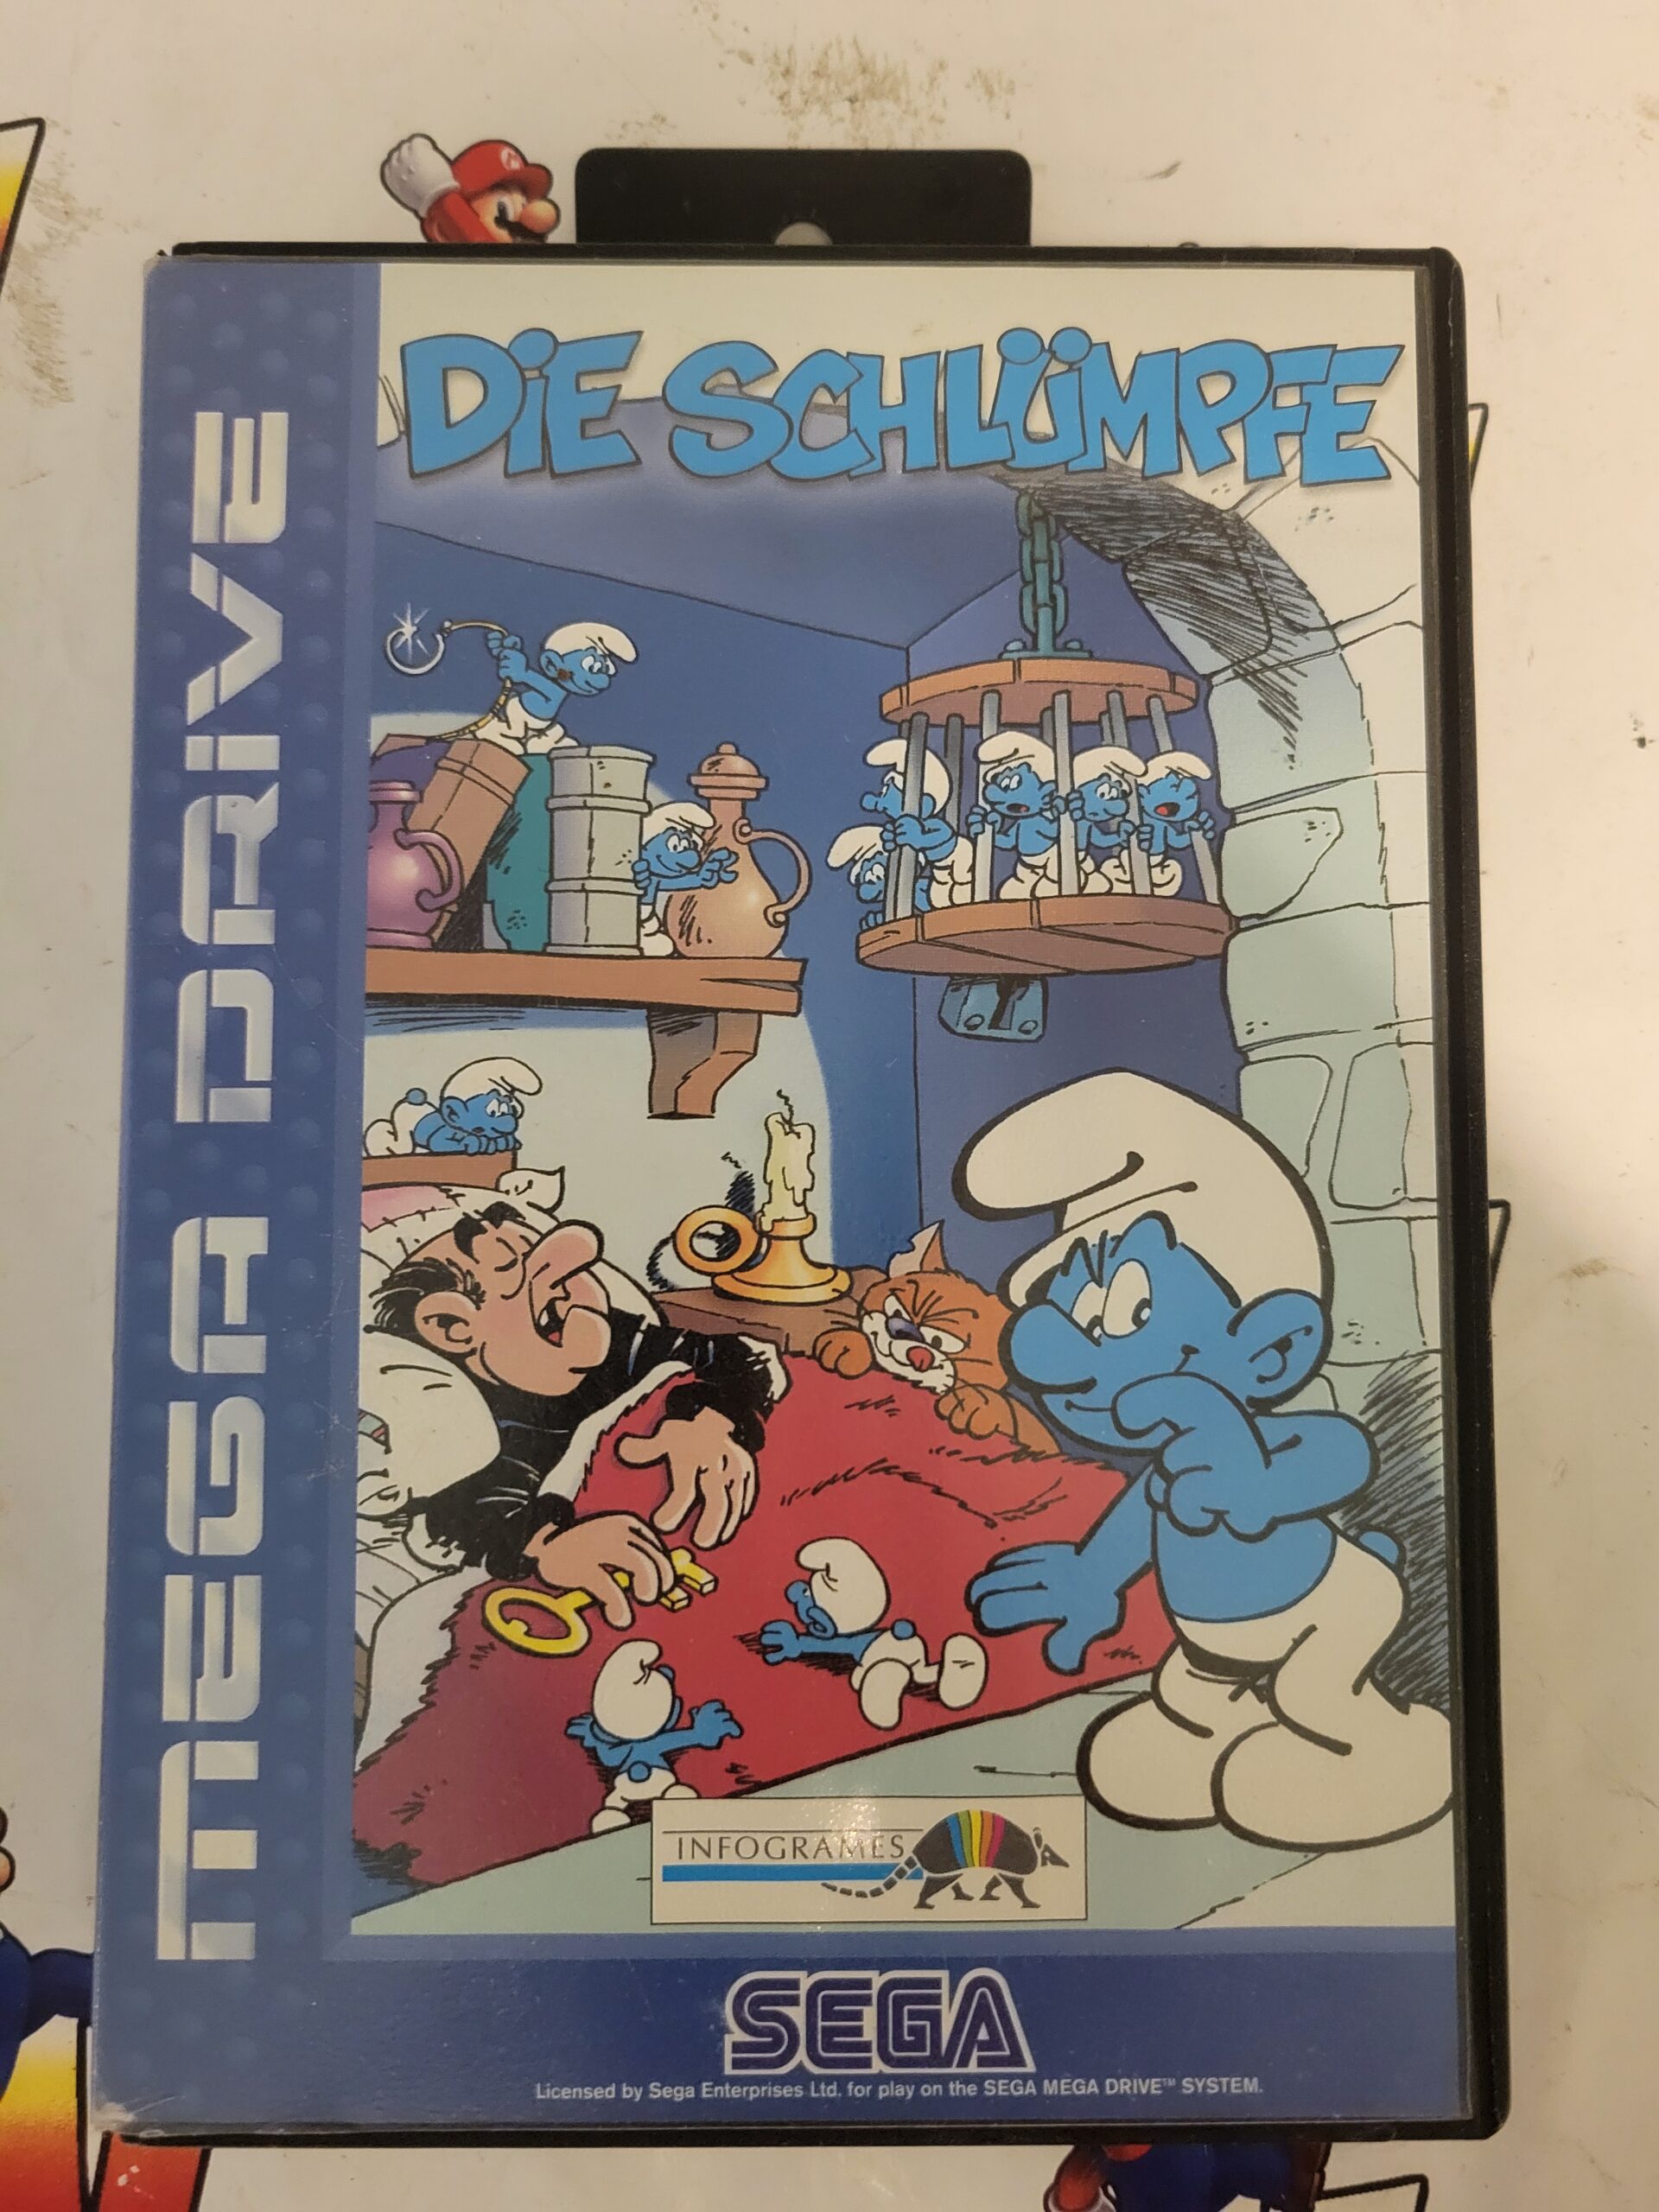 DiE SCHLÜMPFE
MEGA DRIVE
INFOGRAMES
SEGA
Licensed by Sega Enterprises Ltd. for play on the SEGA MEGA DRIVE™ SYSTEM.